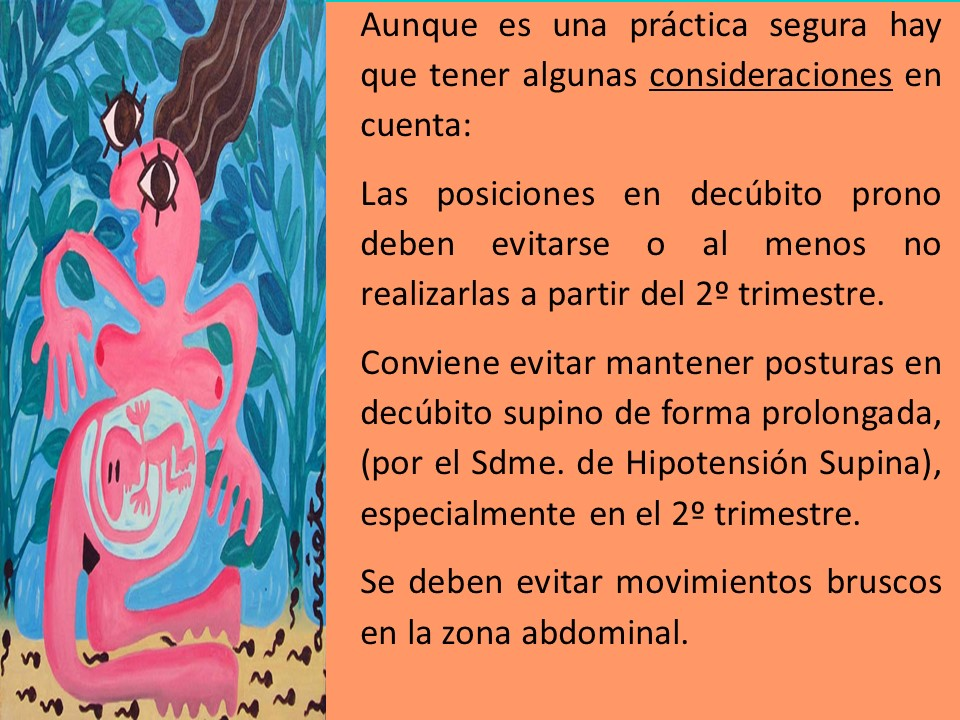 Aunque es una práctica segura hay
que tener algunas consideraciones en
cuenta:
Las posiciones en decúbito prono
deben evitarse o al menos no
realizarlas a partir del 2º trimestre.
Conviene evitar mantener posturas en
decúbito supino de forma prolongada,
(por el Sdme. de Hipotensión Supina),
especialmente en el 2º trimestre.
Se deben evitar movimientos bruscos
en la zona abdominal.